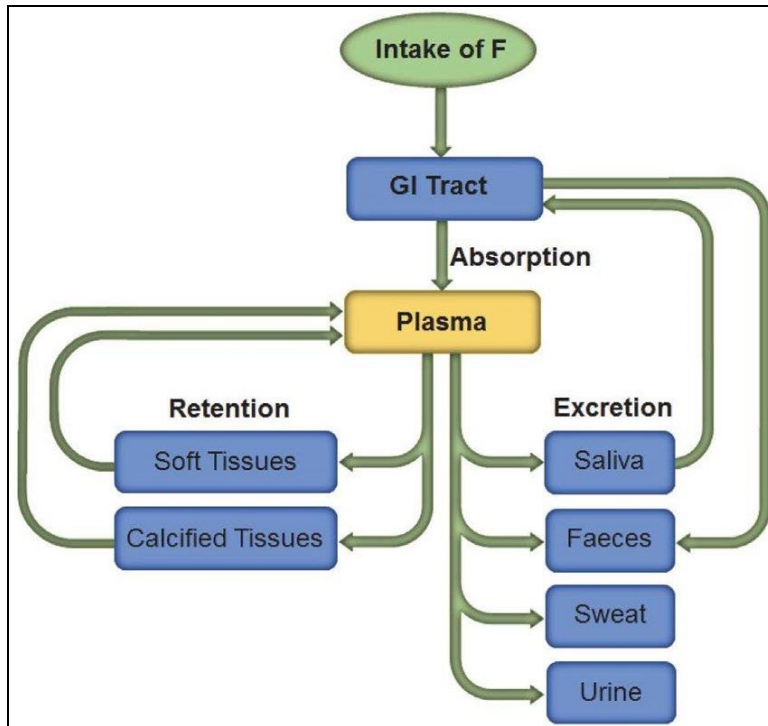 Intake of F
GI Tract
Absorption
Plasma
Retention
Excretion
Soft Tissues
Saliva
Calcified Tissues
Faeces
Sweat
Urine